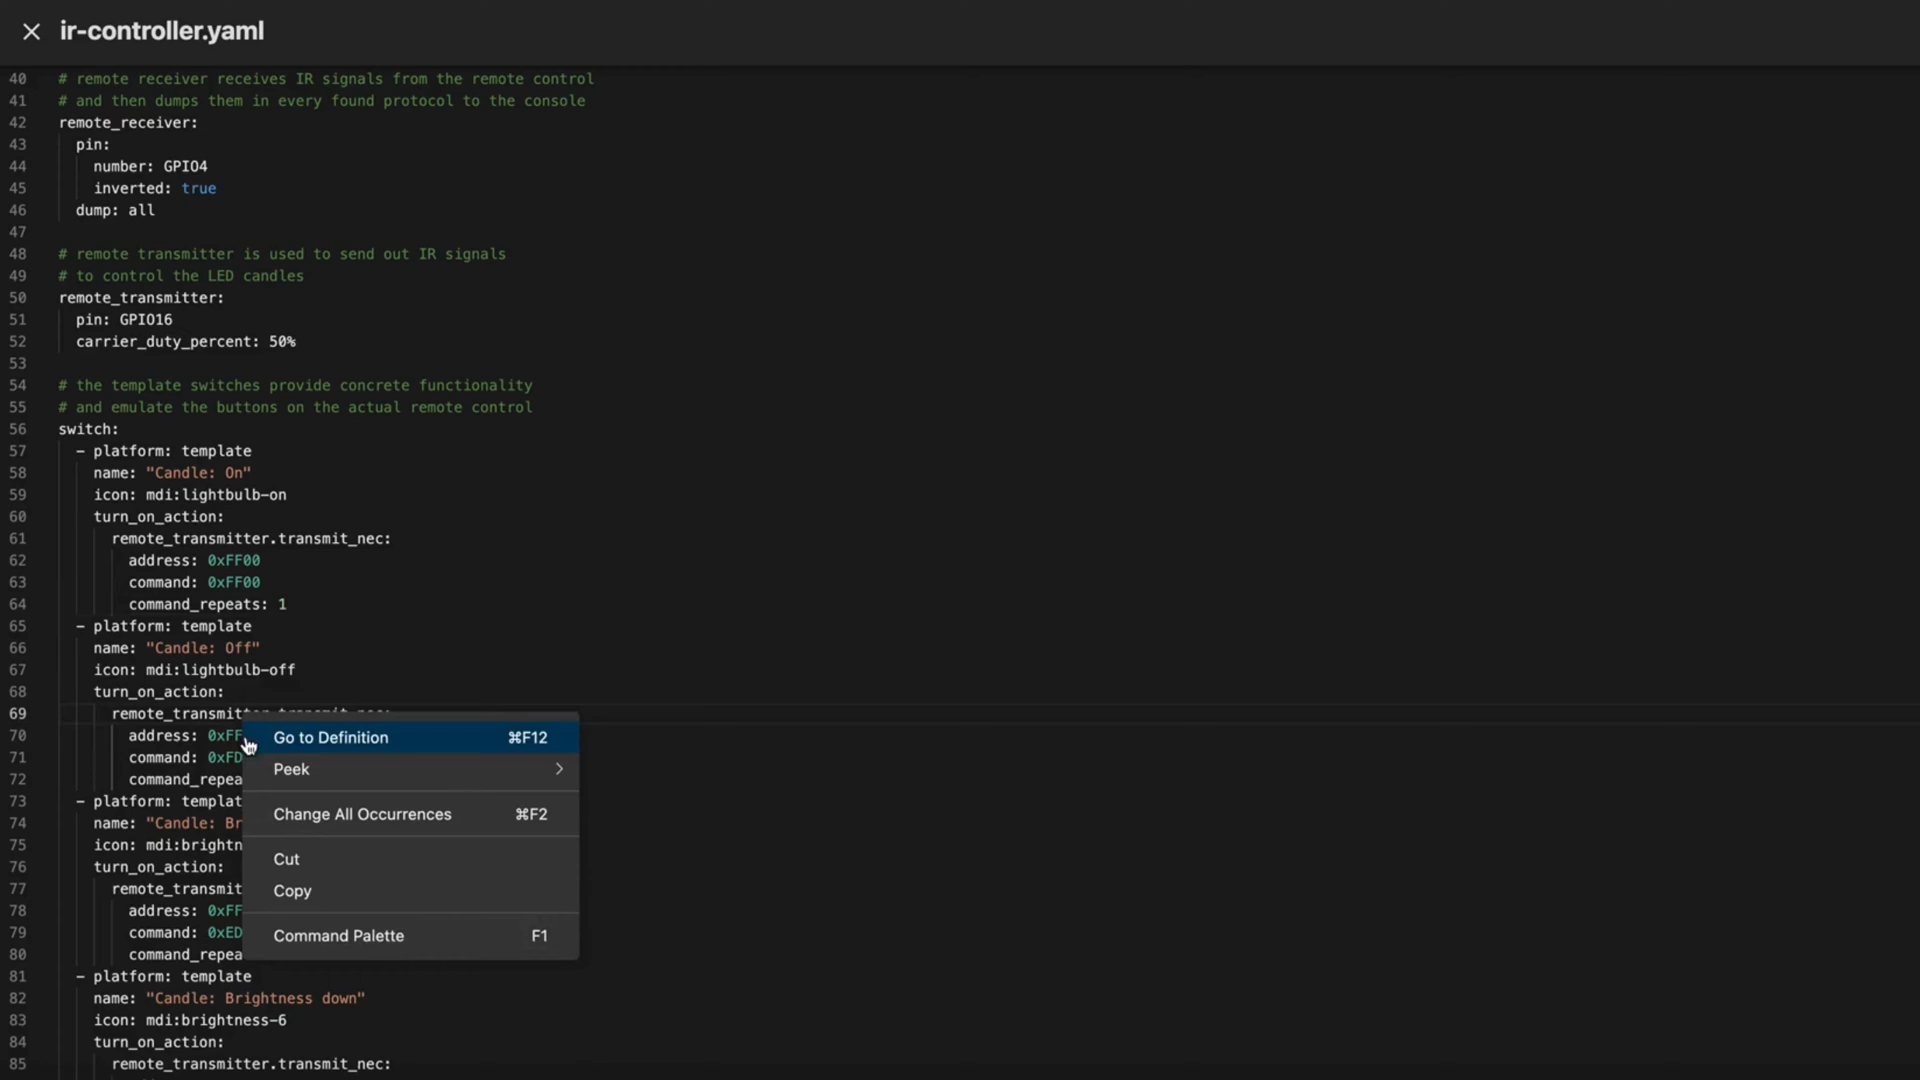 ir-controller.yaml
40 # remote receiver receives IR signals from the remote control
41 # and then dumps them in every found protocol to the console
42 remote_receiver:
43 pin:
44 number: GPIO4
45 inverted: true
46 dump: all
47
48 # remote transmitter is used to send out IR signals
49 # to control the LED candles
50 remote_transmitter:
51 pin: GPIO16
52 carrier_duty_percent: 50%
53
54 # the template switches provide concrete functionality
55 # and emulate the buttons on the actual remote control
56 switch:
57 - platform: template
58 name: "Candle: On"
59 icon: mdi:lightbulb-on
60 turn_on_action:
61 remote_transmitter.transmit_nec:
62 address: 0xFF00
63 command: 0xFF00
64 command_repeats: 1
65 - platform: template
66 name: "Candle: Off"
67 icon: mdi:lightbulb-off
68 turn_on_action:
69 remote_transmitter.transmit_nec:
70 address: 0xFF
71 command: 0xFD
72 command_repea
73 - platform: templat
74 name: "Candle: Br
75 icon: mdi:brightn
76 turn_on_action:
77 remote_transmit
78 address: 0xFF
79 command: 0xED
80 command_repea
81 - platform: template
82 name: "Candle: Brightness down"
83 icon: mdi:brightness-6
84 turn_on_action:
85 remote_transmitter.transmit_nec:
Go to Definition ⌘F12
Peek
Change All Occurrences ⌘F2
Cut
Copy
Command Palette F1